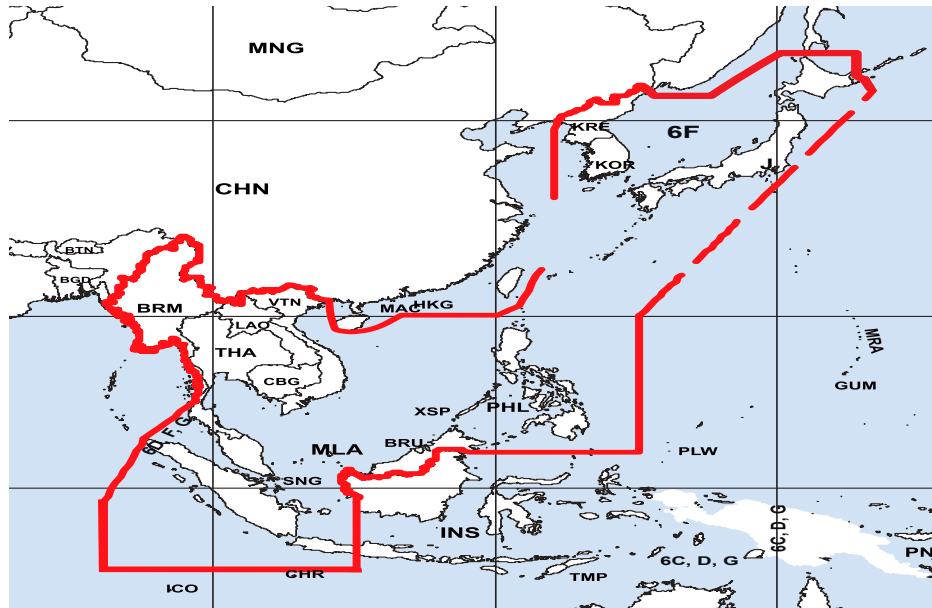 MNG
KRE
6F
KOR
J
CHN
BTN
BGD
BRM
VTN
MAC
HKG
LAO
THA
CBG
MRA
GUM
XSP
PHL
BRU
MLA
PLW
SNG
INS
6C, D, G
6C, D, G
PN
CHR
TMP
ICO